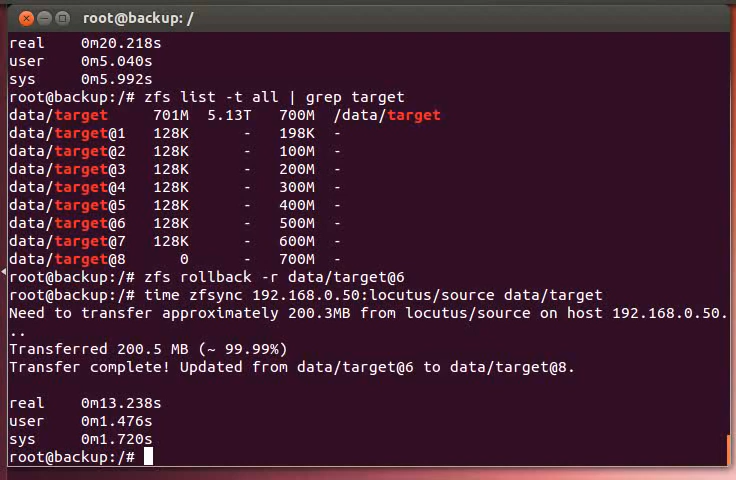 root@backup: /
real 0m20.218s
user 0m5.040s
sys 0m5.992s
root@backup:/# zfs list -t all | grep target
data/target 701M 5.13T 700M /data/target
data/target@1 128K - 198K -
data/target@2 128K - 100M -
data/target@3 128K - 200M -
data/target@4 128K - 300M -
data/target@5 128K - 400M -
data/target@6 128K - 500M -
data/target@7 128K - 600M -
data/target@8 0 - 700M -
root@backup:/# zfs rollback -r data/target@6
root@backup:/# time zfsync 192.168.0.50:locutus/source data/target
Need to transfer approximately 200.3MB from locutus/source on host 192.168.0.50.
..
Transferred 200.5 MB (~ 99.99%)
Transfer complete! Updated from data/target@6 to data/target@8.
real 0m13.238s
user 0m1.476s
sys 0m1.720s
root@backup:/#